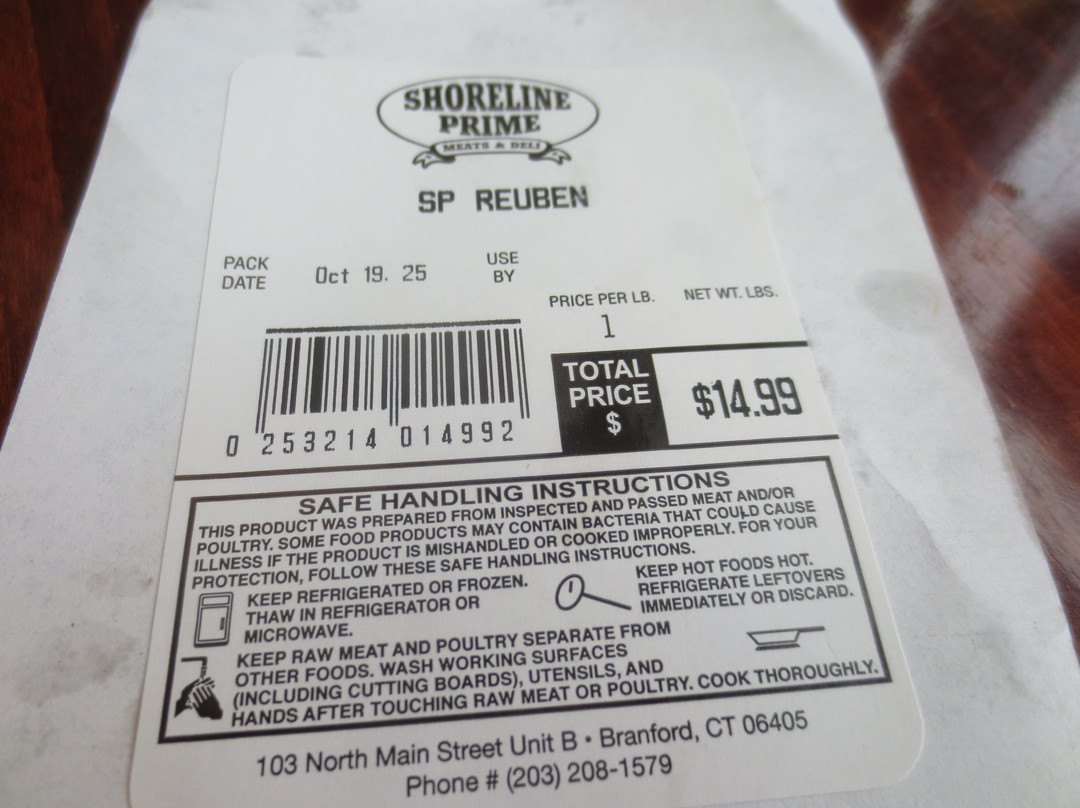 SHORELINE
PRIME
MEATS & DELI
SP REUBEN
PACK
DATE
Oct 19. 25
USE
BY
PRICE PER LB.
NET WT. LBS.
1
TOTAL
PRICE
$
$14.99
0 253214 014992
SAFE HANDLING INSTRUCTIONS
THIS PRODUCT WAS PREPARED FROM INSPECTED AND PASSED MEAT AND/OR
POULTRY. SOME FOOD PRODUCTS MAY CONTAIN BACTERIA THAT COULD CAUSE
ILLNESS IF THE PRODUCT IS MISHANDLED OR COOKED IMPROPERLY. FOR YOUR
PROTECTION, FOLLOW THESE SAFE HANDLING INSTRUCTIONS.
KEEP REFRIGERATED OR FROZEN.
THAW IN REFRIGERATOR OR
MICROWAVE.
KEEP HOT FOODS HOT.
REFRIGERATE LEFTOVERS
IMMEDIATELY OR DISCARD.
KEEP RAW MEAT AND POULTRY SEPARATE FROM
OTHER FOODS. WASH WORKING SURFACES
(INCLUDING CUTTING BOARDS), UTENSILS, AND
HANDS AFTER TOUCHING RAW MEAT OR POULTRY.
COOK THOROUGHLY.
103 North Main Street Unit B • Branford, CT 06405
Phone # (203) 208-1579